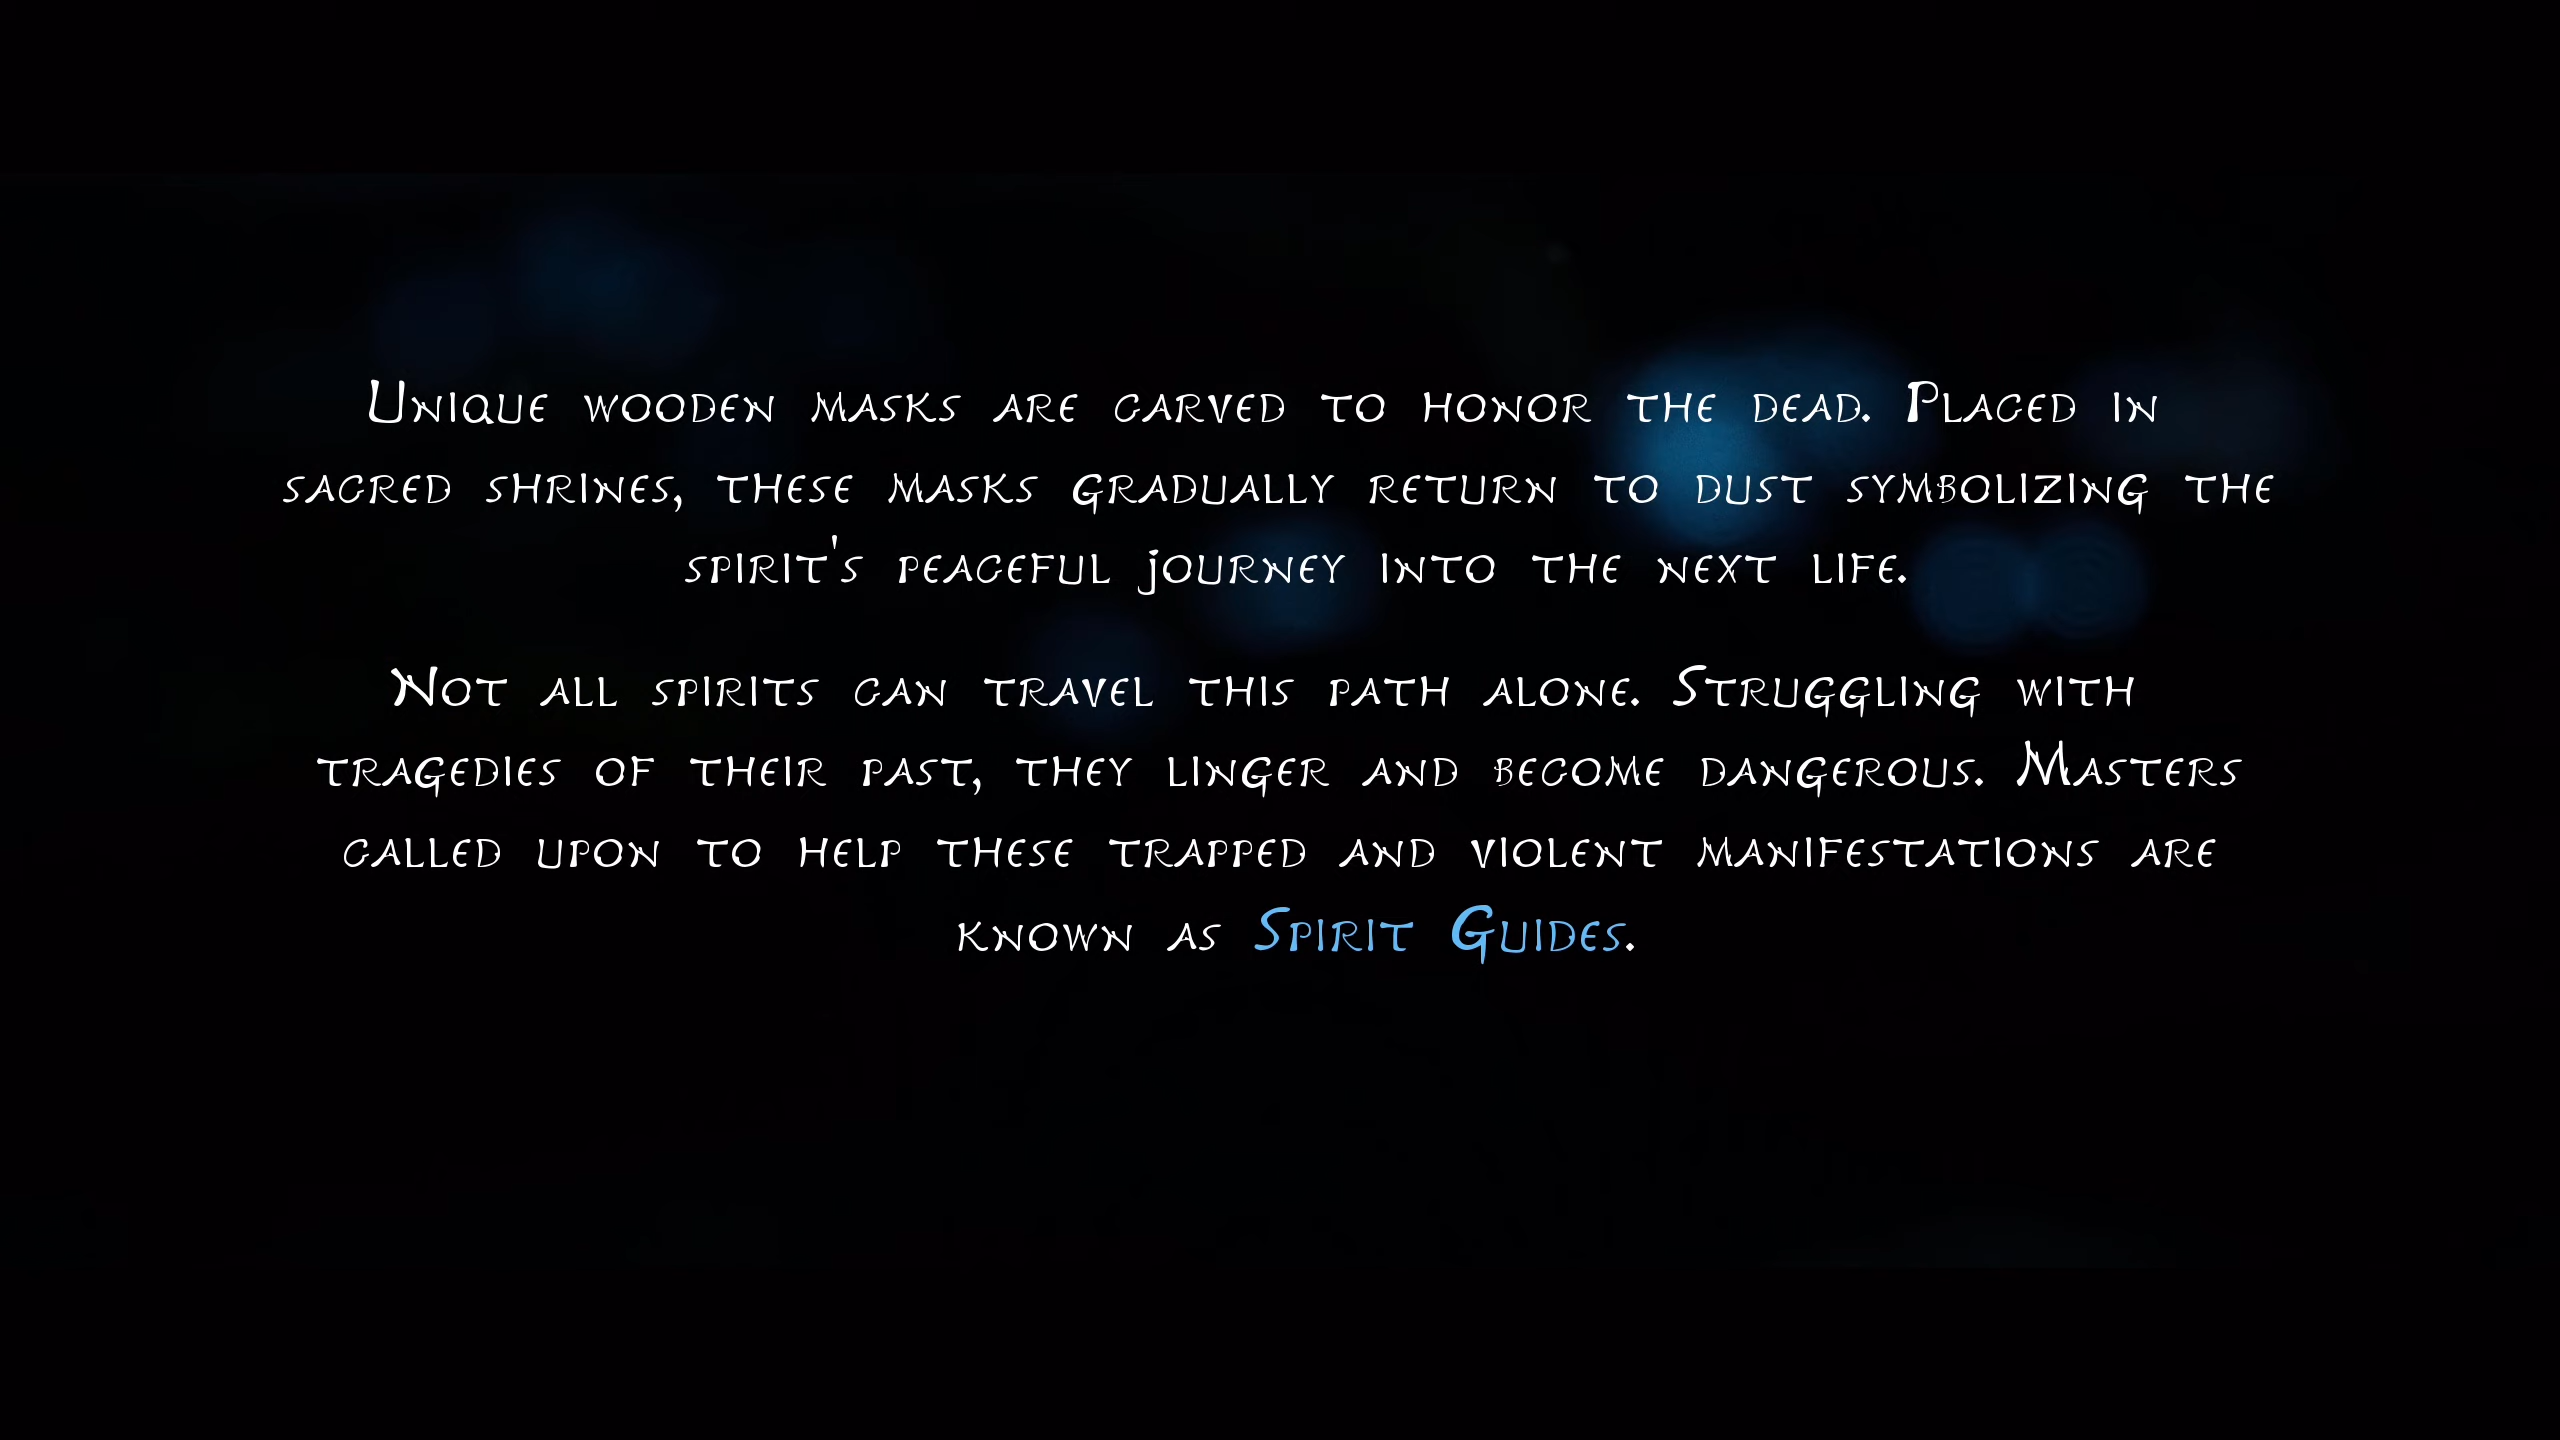 Unique wooden masks are carved to honor the dead. Placed in
sacred shrines, these masks gradually return to dust symbolizing the
spirit's peaceful journey into the next life.
Not all spirits can travel this path alone. Struggling with
tragedies of their past, they linger and become dangerous. Masters
called upon to help these trapped and violent manifestations are
known as Spirit Guides.